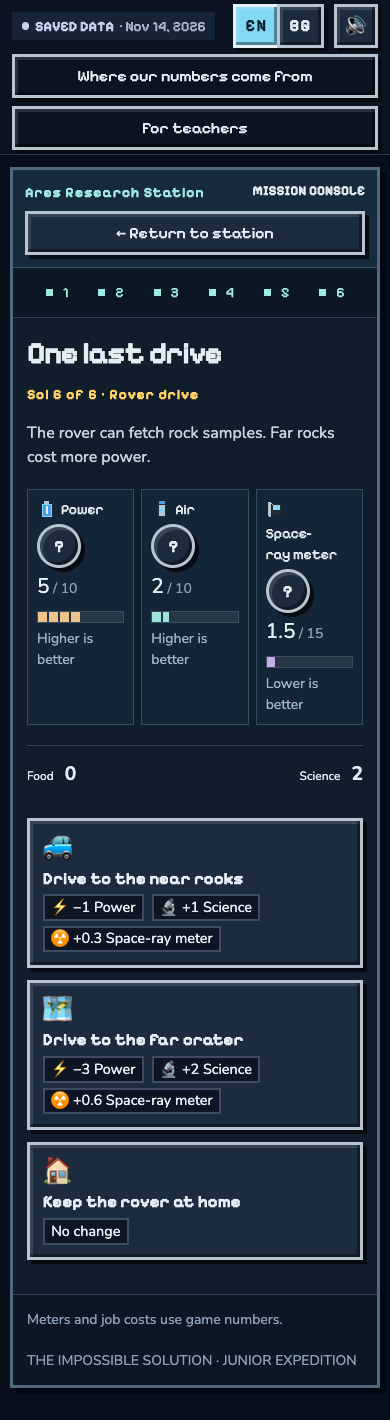 SAVED DATA · Nov 14, 2026
EN
Where our numbers come from
For teachers
Ares Research Station
MISSION CONSOLE
← Return to station
1 2 3 4 5 6
One last drive
Sol 6 of 6 · Rover drive
The rover can fetch rock samples. Far rocks
cost more power.
Power
?
5 / 10
Higher is
better
Air
?
2 / 10
Higher is
better
Space-
ray meter
?
1.5 / 15
Lower is
better
Food 0
Science 2
Drive to the near rocks
−1 Power
+1 Science
+0.3 Space-ray meter
Drive to the far crater
−3 Power
+2 Science
+0.6 Space-ray meter
Keep the rover at home
No change
Meters and job costs use game numbers.
THE IMPOSSIBLE SOLUTION · JUNIOR EXPEDITION